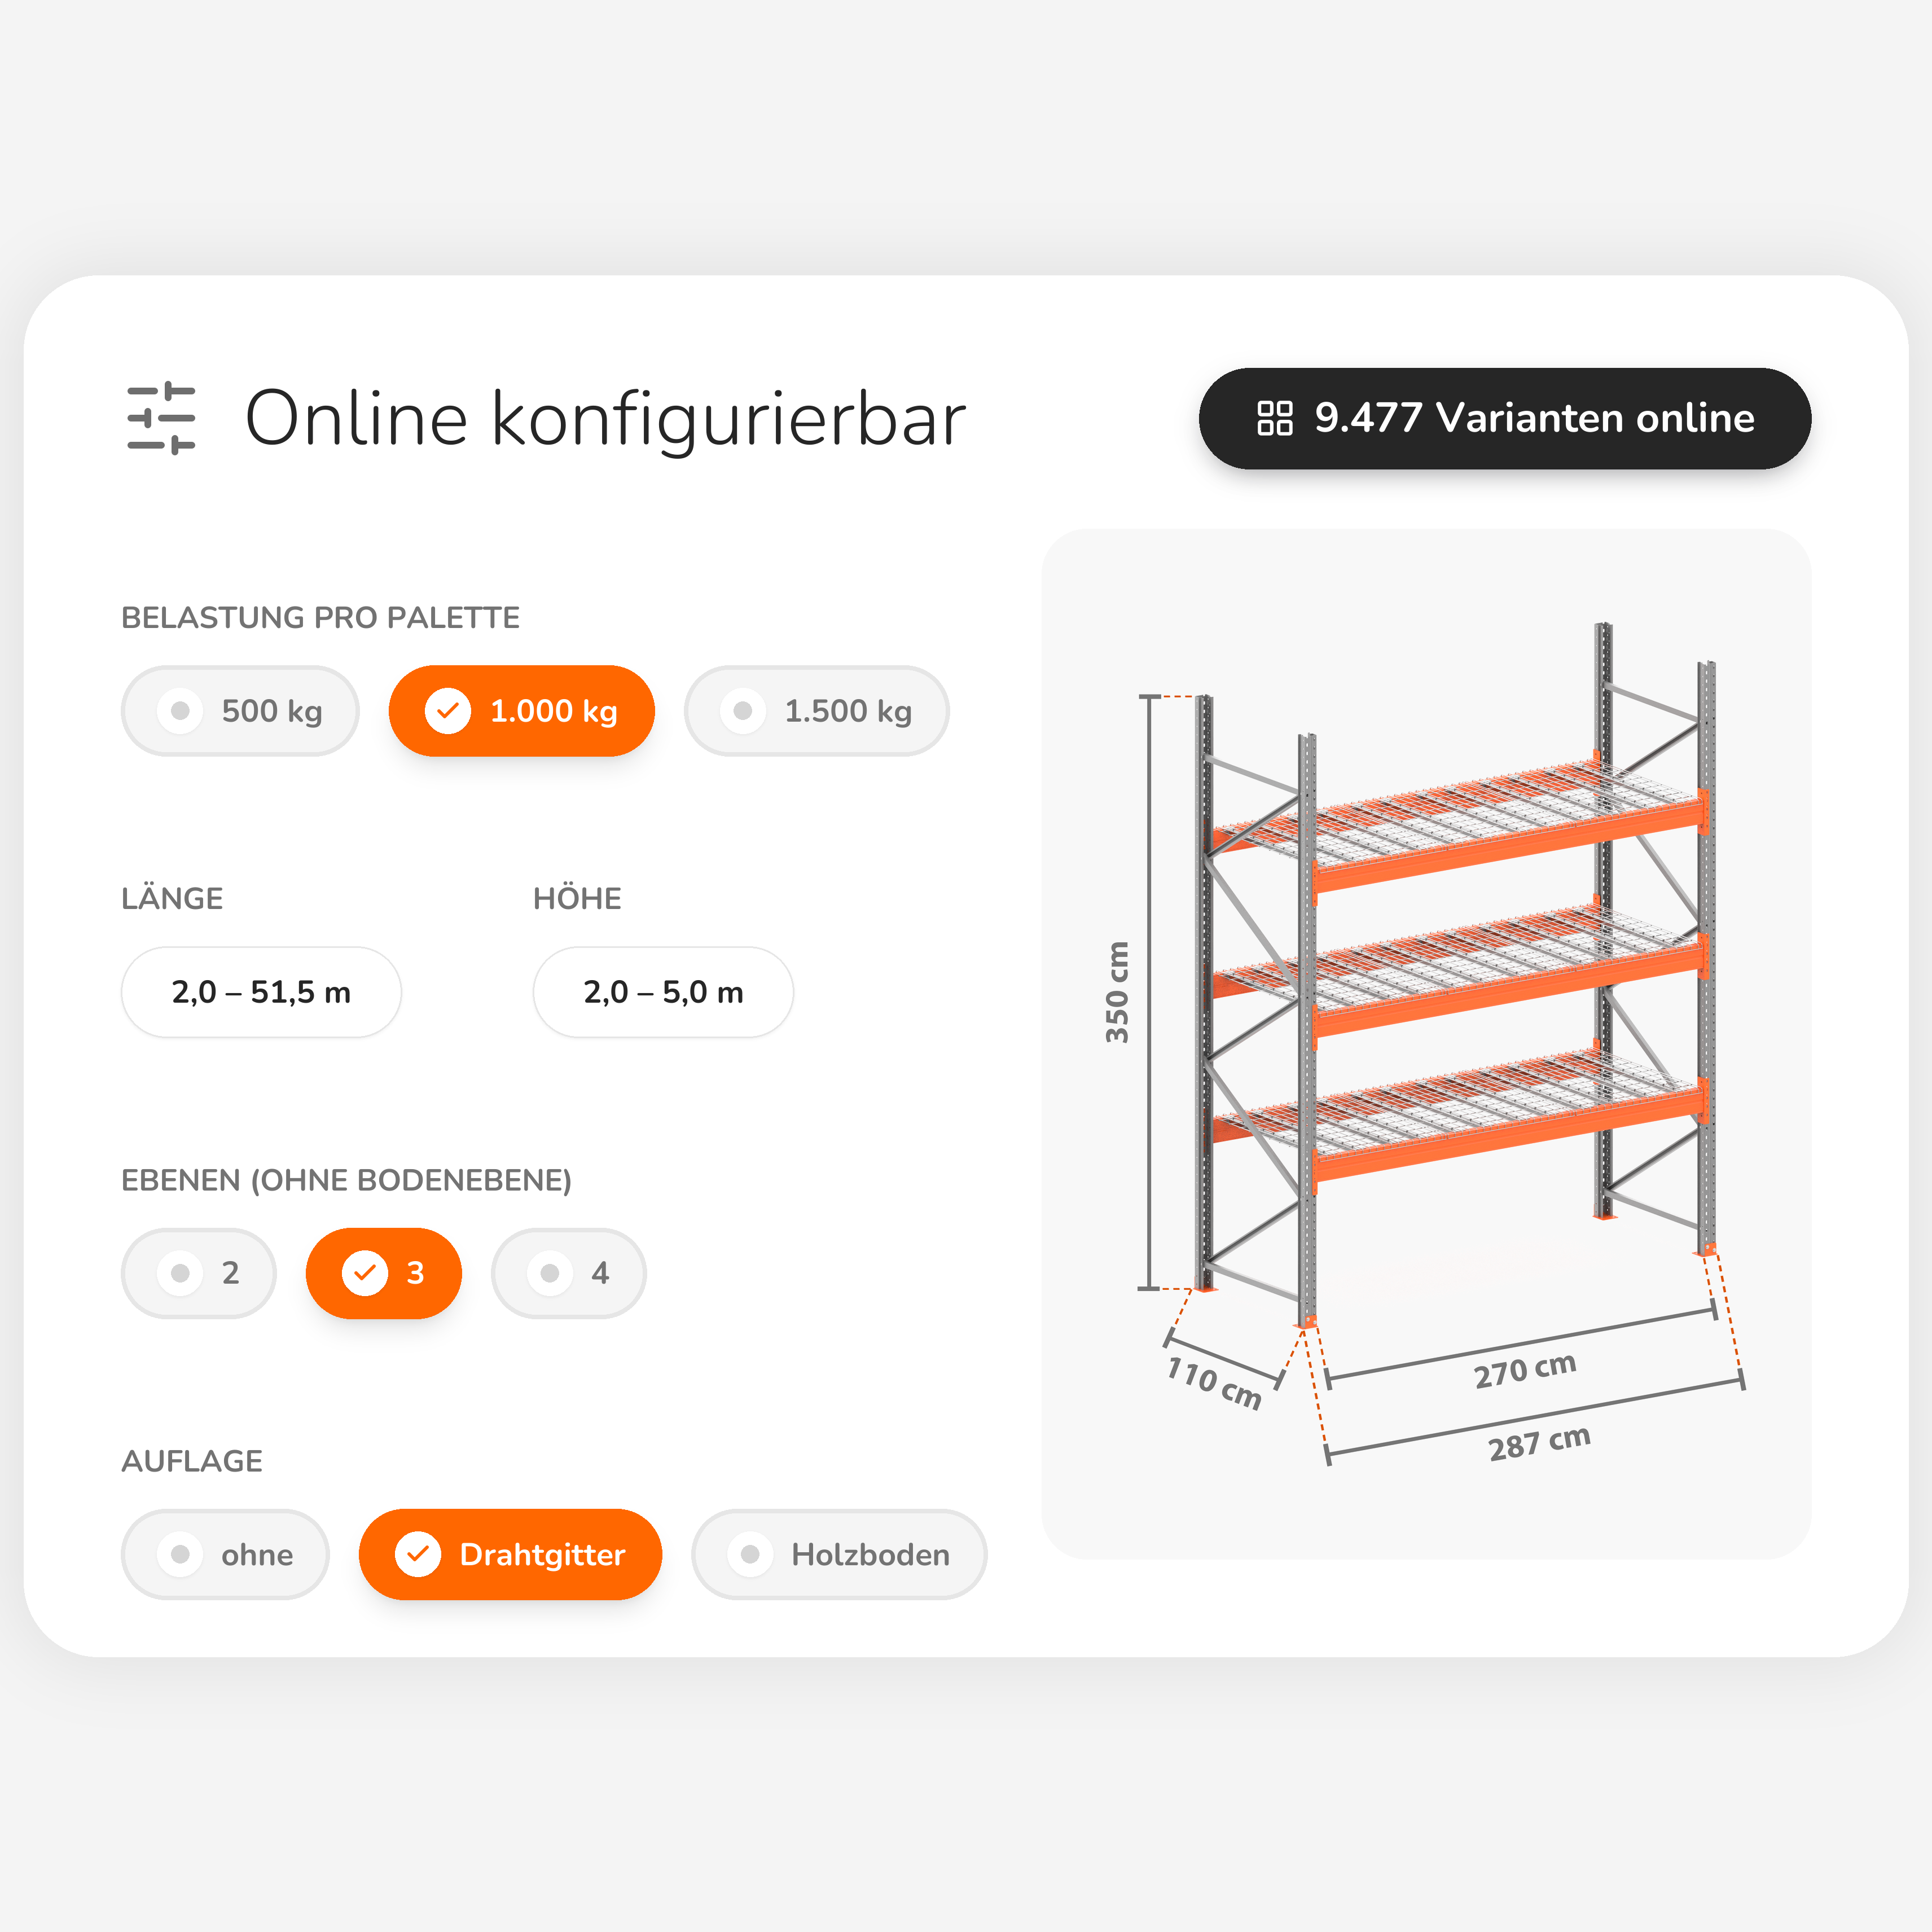 Online konfigurierbar
9.477 Varianten online
BELASTUNG PRO PALETTE
500 kg
1.000 kg
1.500 kg
LÄNGE
HÖHE
2,0 – 51,5 m
2,0 – 5,0 m
EBENEN (OHNE BODENEBENE)
2
3
4
AUFLAGE
ohne
Drahtgitter
Holzboden
350 cm
110 cm
270 cm
287 cm